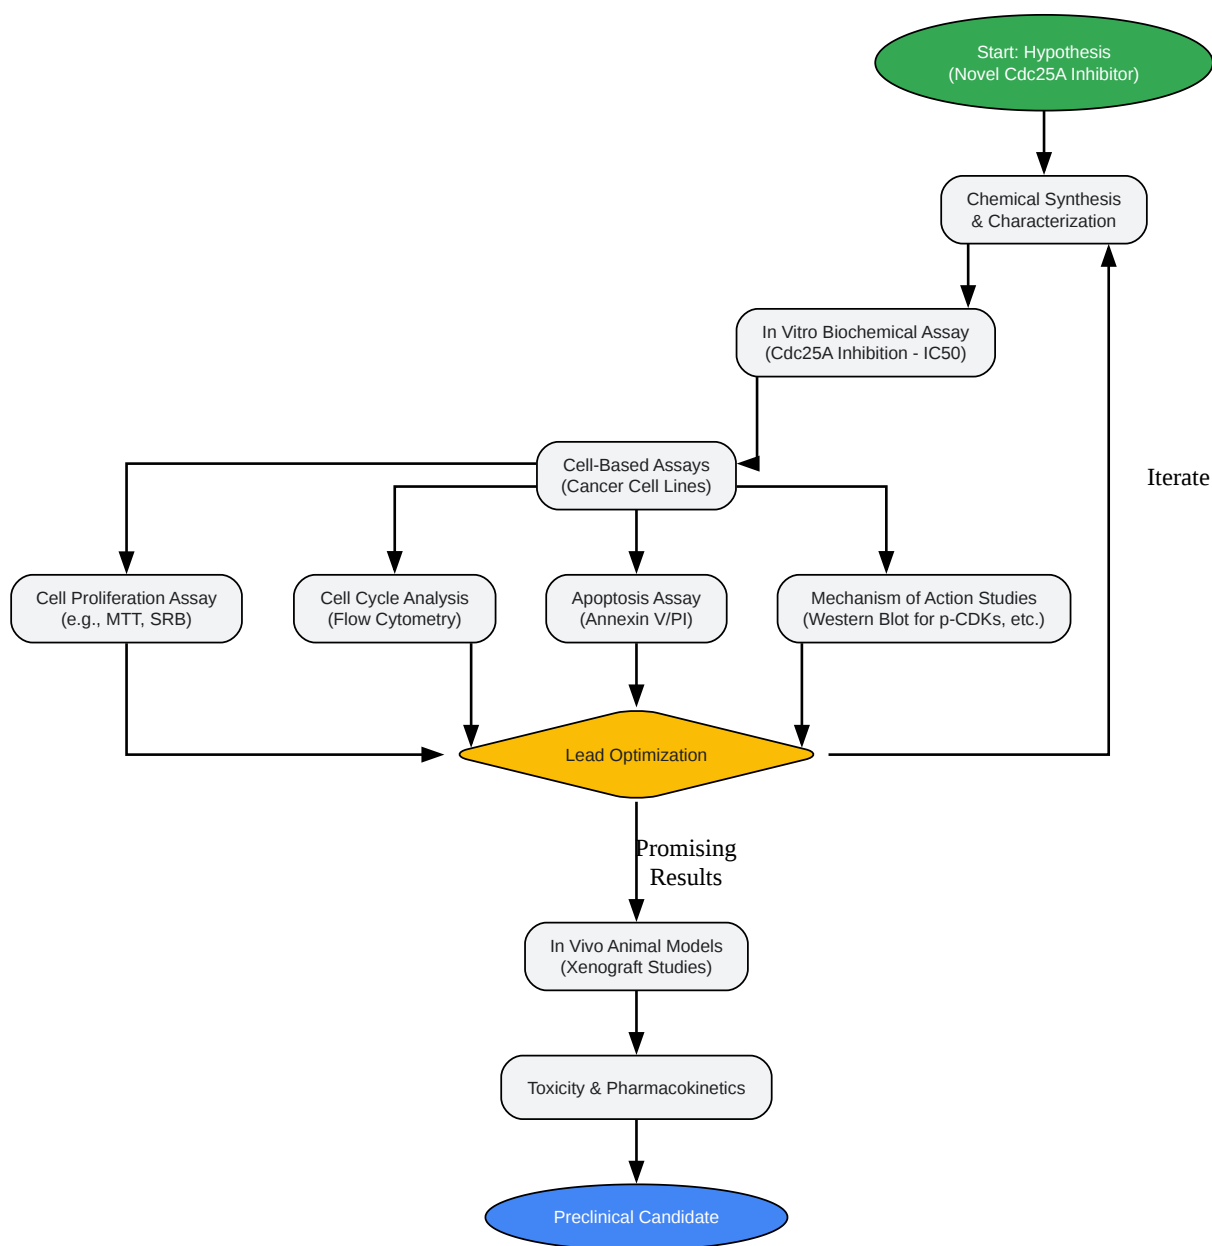 Start: Hypothesis
(Novel Cdc25A Inhibitor)
Chemical Synthesis
& Characterization
In Vitro Biochemical Assay
(Cdc25A Inhibition - IC50)
Cell-Based Assays
(Cancer Cell Lines)
Iterate
Cell Proliferation Assay
(e.g., MTT, SRB)
Cell Cycle Analysis
(Flow Cytometry)
Apoptosis Assay
(Annexin V/PI)
Mechanism of Action Studies
(Western Blot for p-CDKs, etc.)
Lead Optimization
Promising
Results
In Vivo Animal Models
(Xenograft Studies)
Toxicity & Pharmacokinetics
Preclinical Candidate